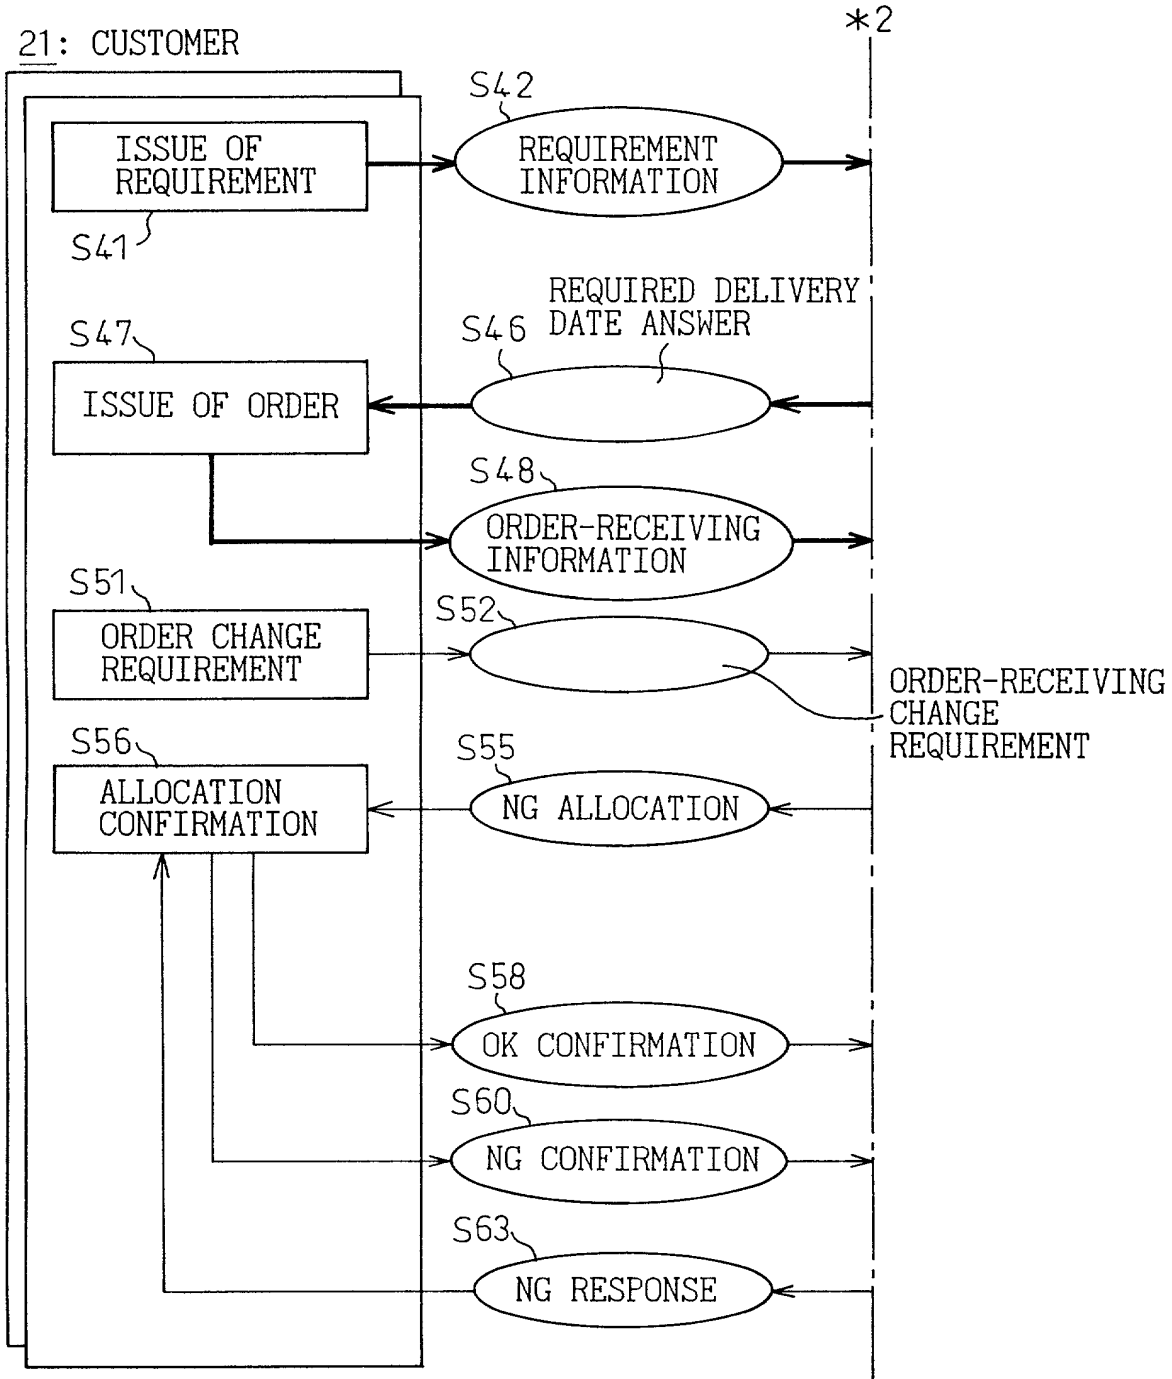 *2
21: CUSTOMER
S42
ISSUE OF
REQUIREMENT
REQUIREMENT
INFORMATION
S41
REQUIRED DELIVERY
DATE ANSWER
S47
S46
ISSUE OF ORDER
S48
ORDER-RECEIVING
INFORMATION
S51
S52
ORDER CHANGE
REQUIREMENT
ORDER-RECEIVING
CHANGE
REQUIREMENT
S56
S55
ALLOCATION
CONFIRMATION
NG ALLOCATION
S58
OK CONFIRMATION
S60
NG CONFIRMATION
S63
NG RESPONSE